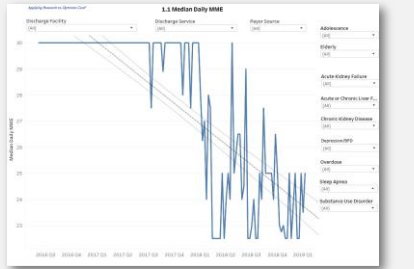 Applying Research to Optimize Care®
1.1 Median Daily MME
Discharge Facility
(All)
Discharge Service
(All)
Payer Source
(All)
Adolescence
(All)
Elderly
(All)
Acute Kidney Failure
(All)
Acute or Chronic Liver F...
(All)
Chronic Kidney Disease
(All)
Depression/BPD
(All)
Overdose
(All)
Sleep Apnea
(All)
Substance Use Disorder
(All)
Median Daily MME
30
29
28
27
26
25
24
23
2016 Q3
2016 Q4
2017 Q1
2017 Q2
2017 Q3
2017 Q4
2018 Q1
2018 Q2
2018 Q3
2018 Q4
2019 Q1